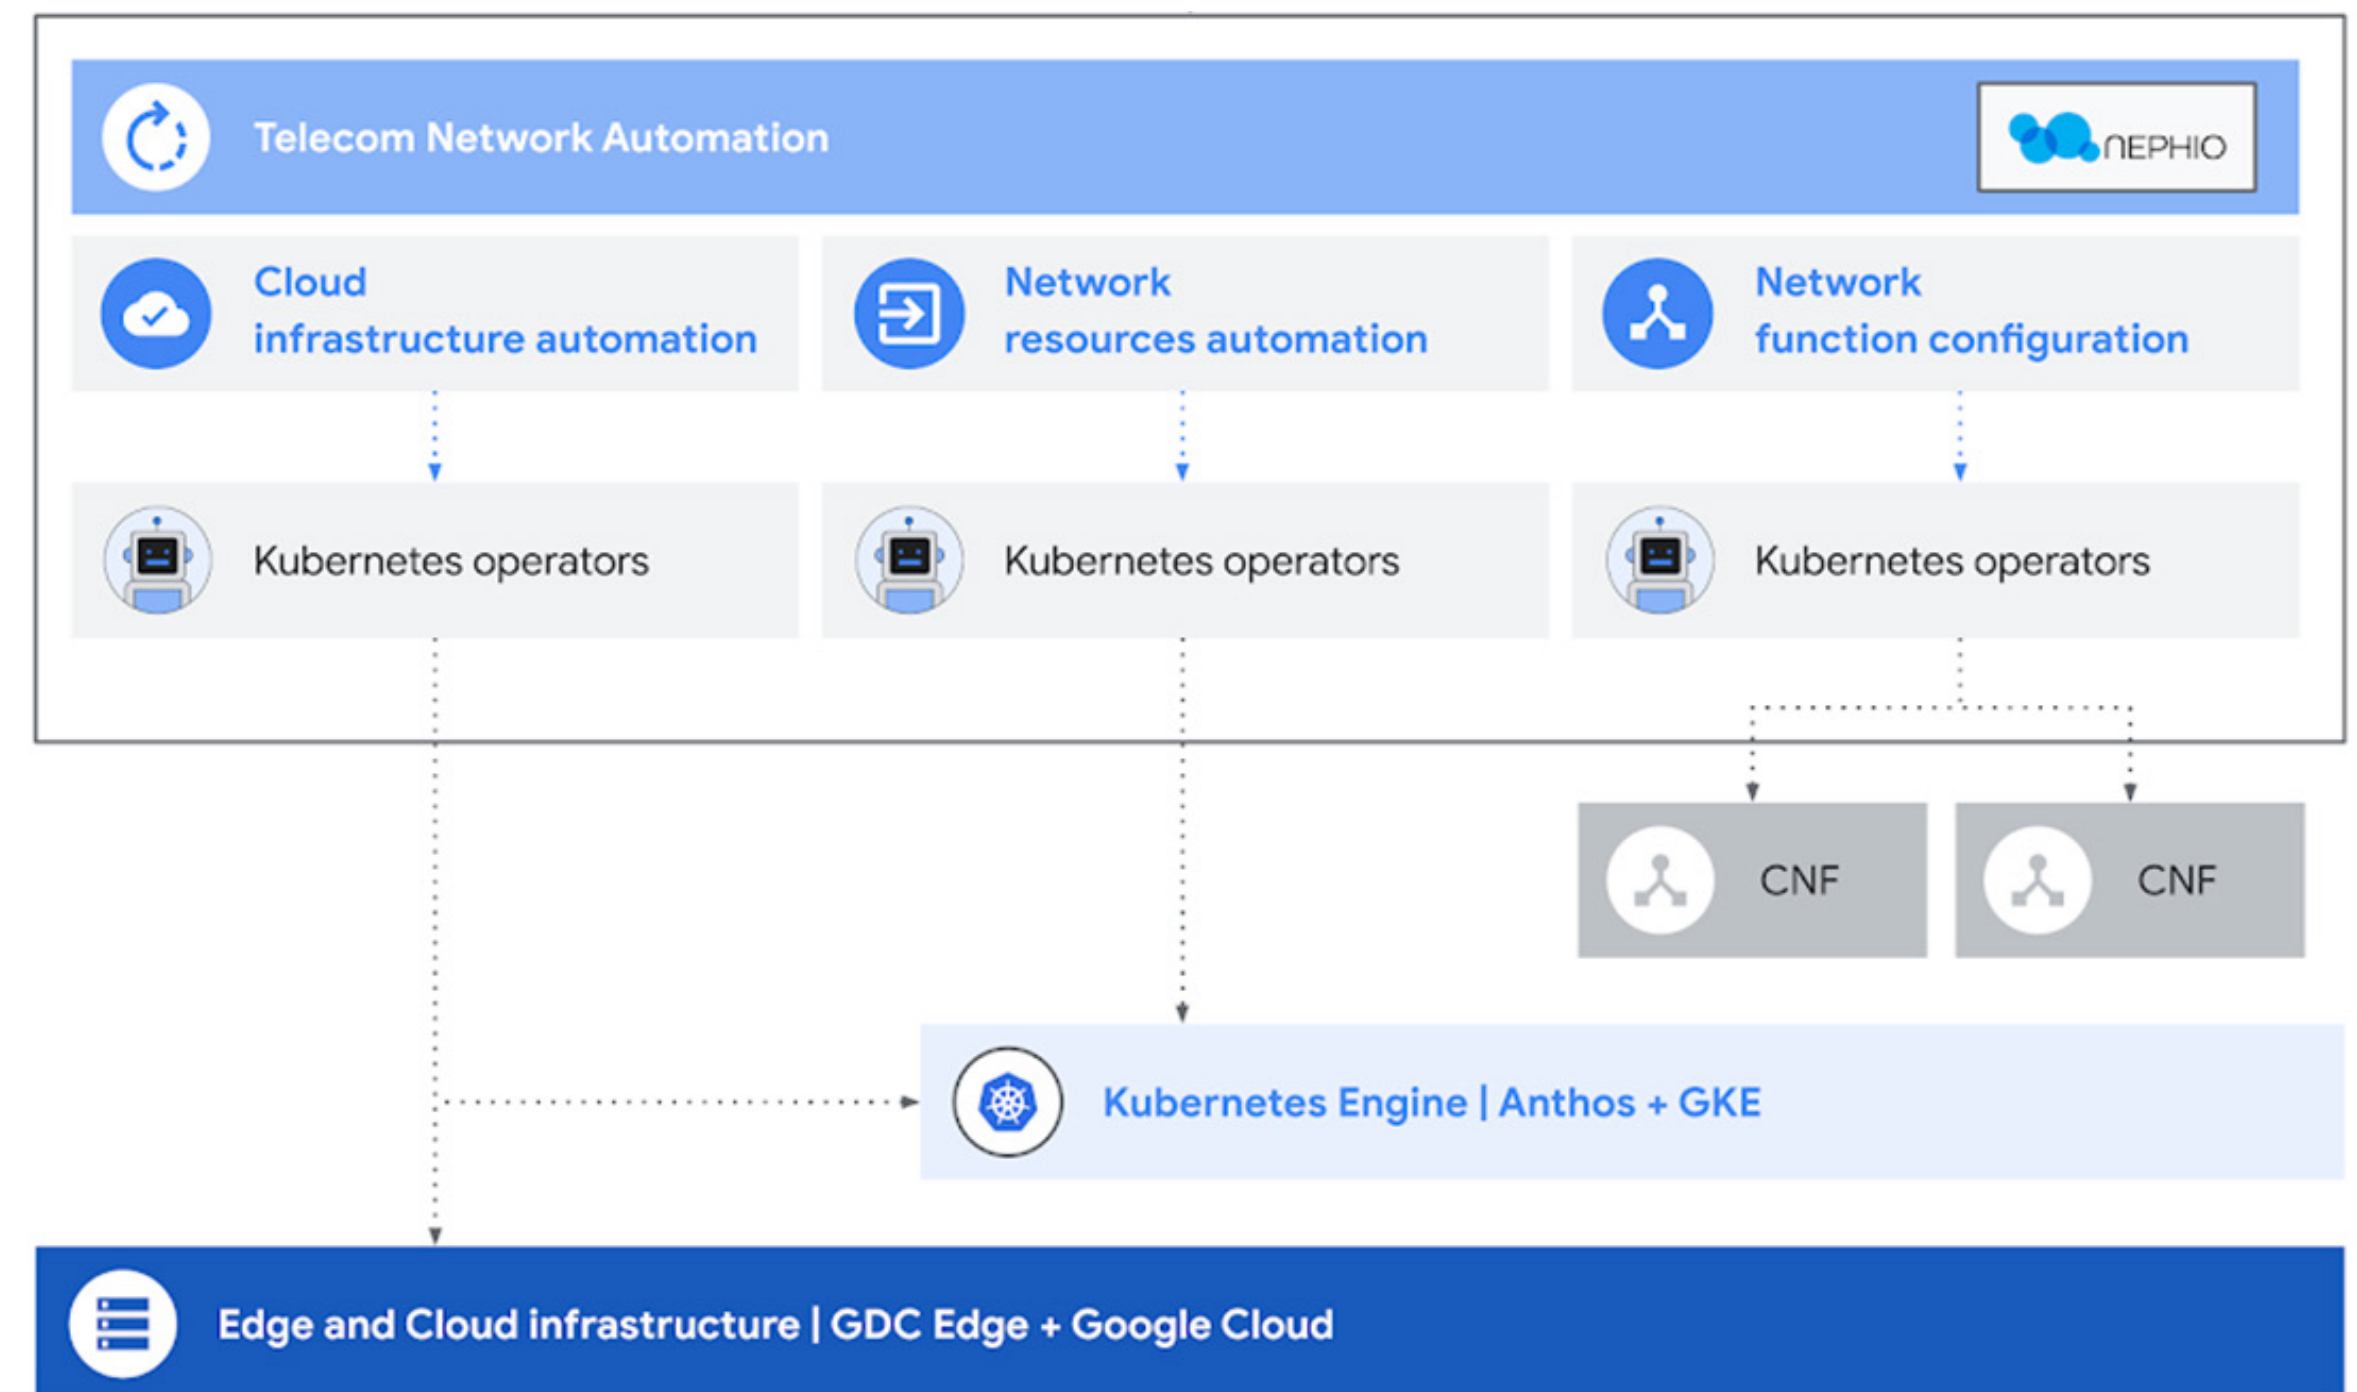 Telecom Network Automation
NEPHIO
Cloud
infrastructure automation
Network
resources automation
Network
function configuration
Kubernetes operators
Kubernetes operators
Kubernetes operators
CNF
CNF
Kubernetes Engine | Anthos + GKE
Edge and Cloud infrastructure | GDC Edge + Google Cloud